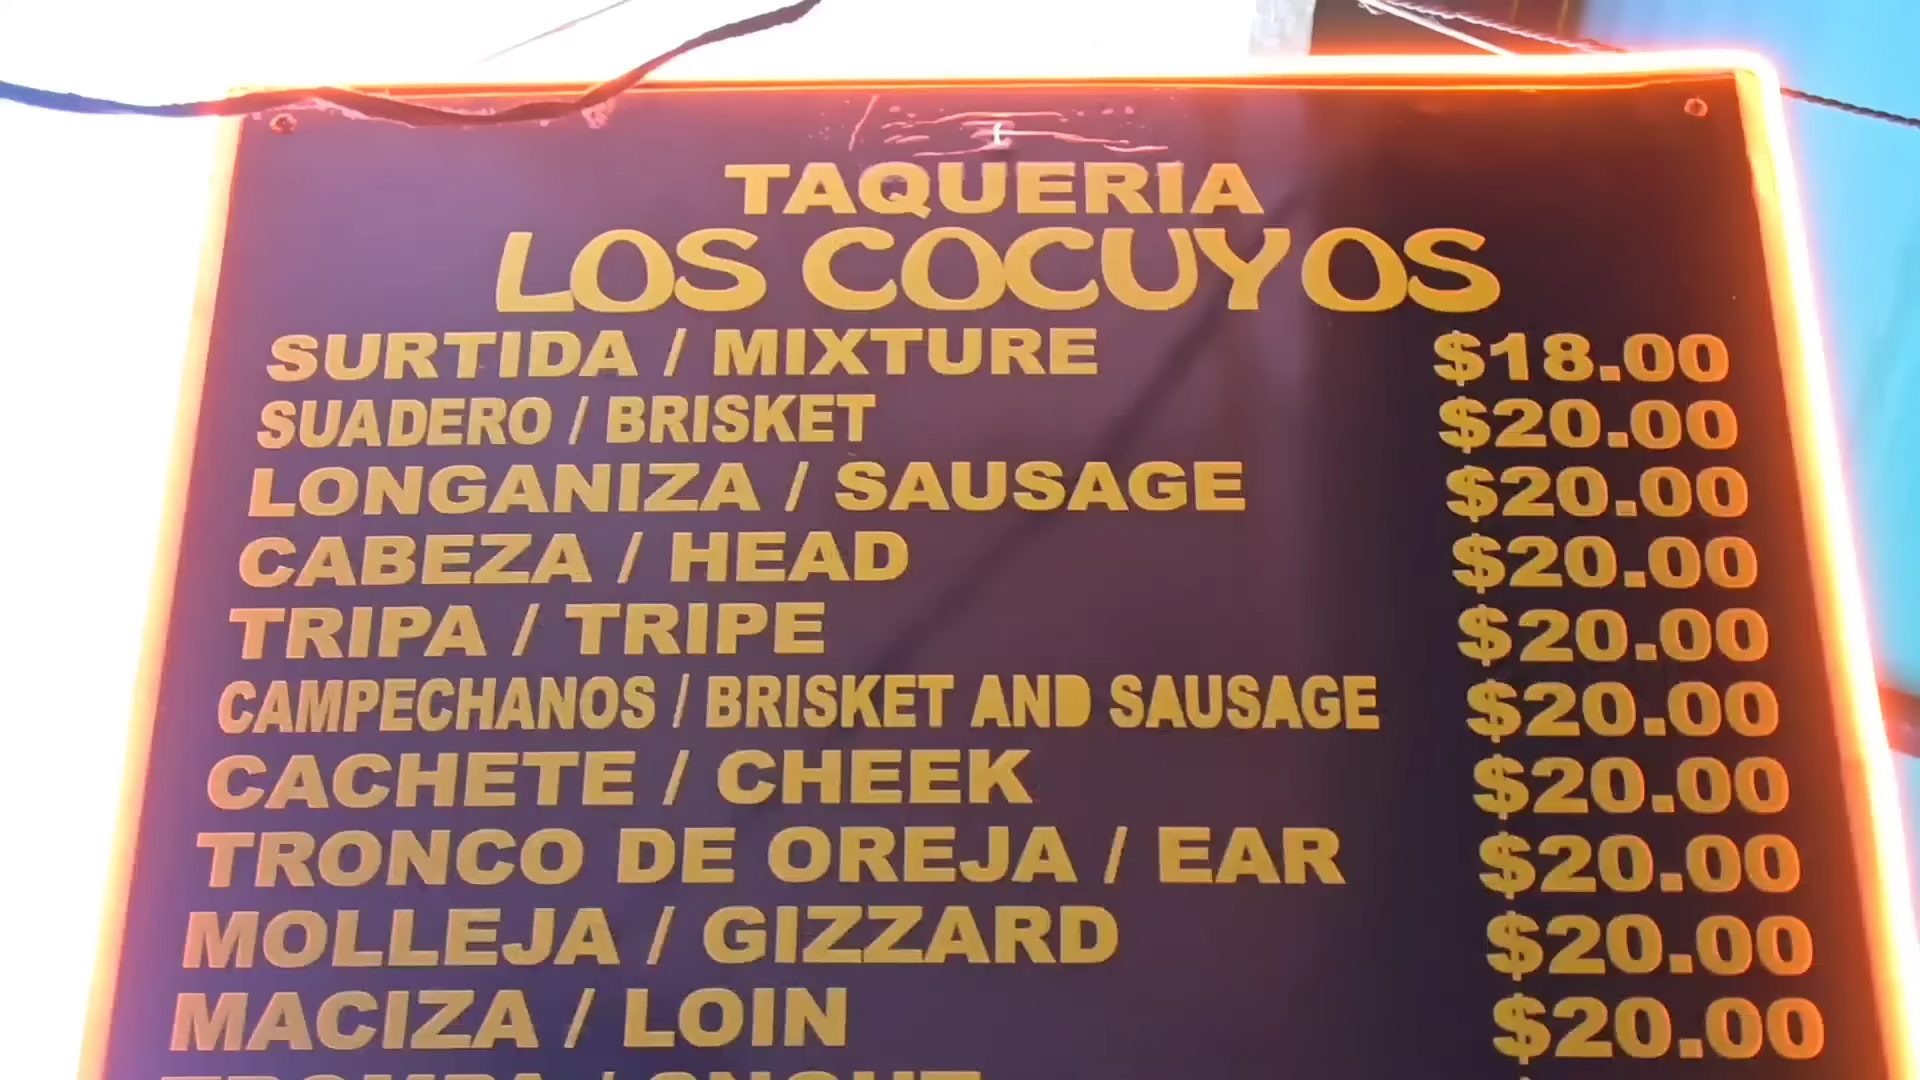 TAQUERIA
LOS COCUYOS
SURTIDA / MIXTURE $18.00
SUADERO / BRISKET $20.00
LONGANIZA / SAUSAGE $20.00
CABEZA / HEAD $20.00
TRIPA / TRIPE $20.00
CAMPECHANOS / BRISKET AND SAUSAGE $20.00
CACHETE / CHEEK $20.00
TRONCO DE OREJA / EAR $20.00
MOLLEJA / GIZZARD $20.00
MACIZA / LOIN $20.00
TROMPA / SNOUT